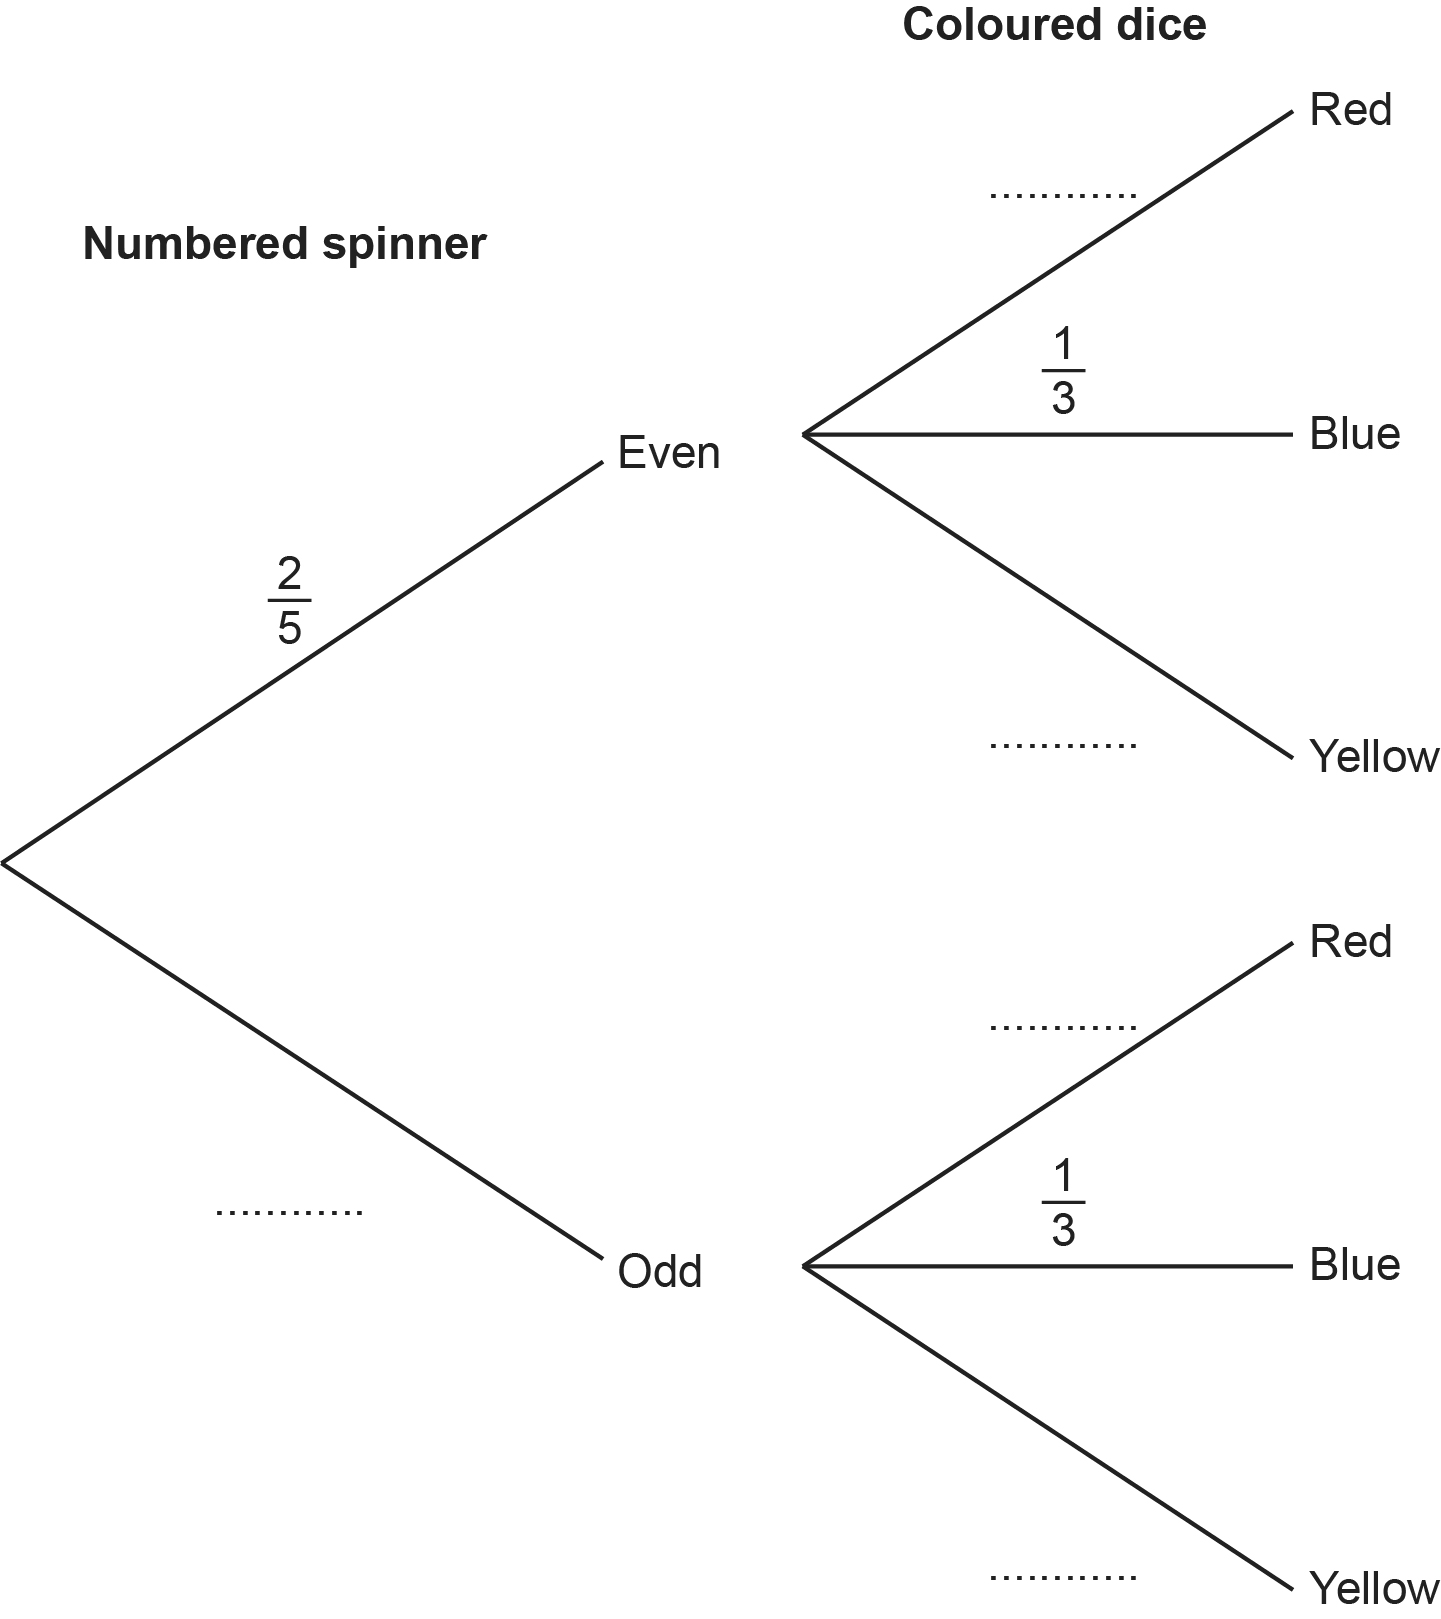 Coloured dice
Red
............
Numbered spinner
1
3
Blue
Even
2
5
............
Yellow
Red
............
1
3
............
Blue
Odd
............
Yellow